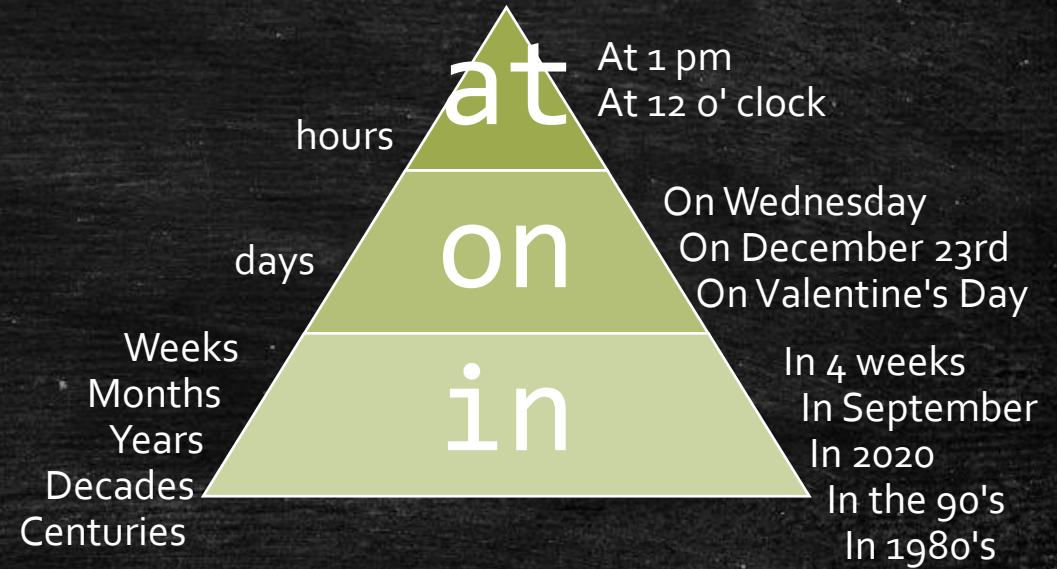 at
At 1 pm
At 12 o' clock
hours
on
On Wednesday
On December 23rd
On Valentine's Day
days
in
Weeks
Months
Years
Decades
Centuries
In 4 weeks
In September
In 2020
In the 90's
In 1980's